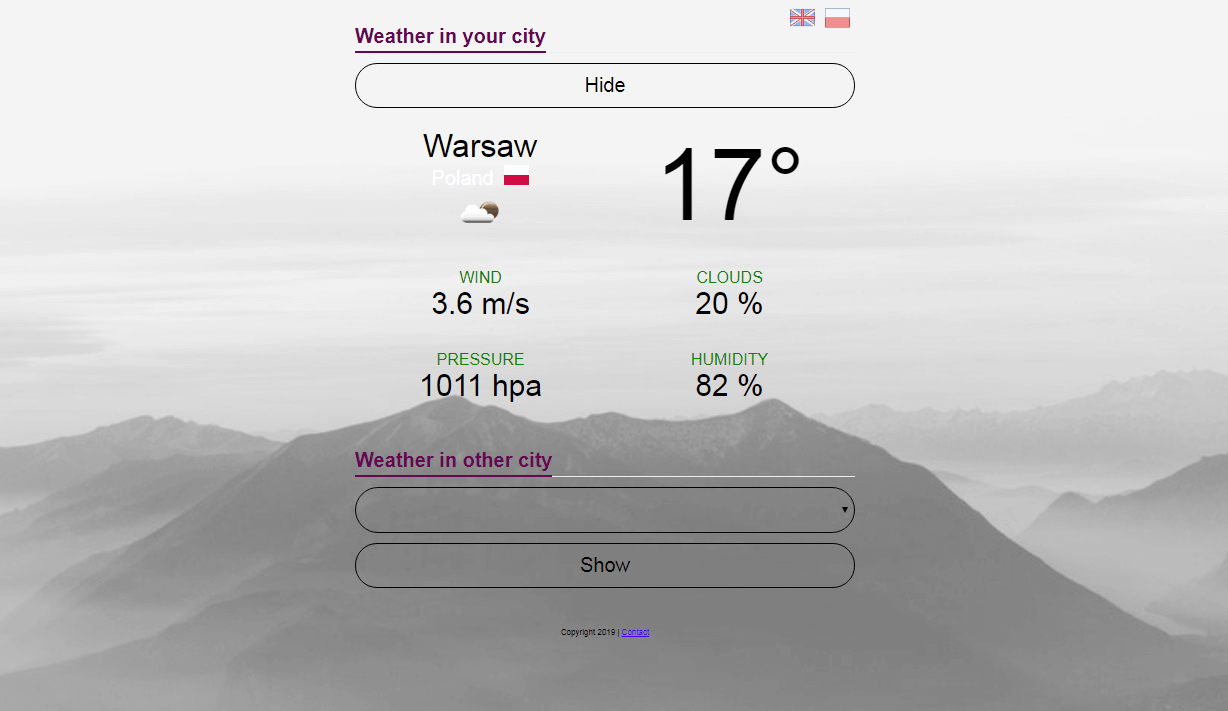 Weather in your city
Hide
Warsaw
Poland
17°
WIND
3.6 m/s
CLOUDS
20 %
PRESSURE
1011 hpa
HUMIDITY
82 %
Weather in other city
Show
Copyright 2019 | Contact